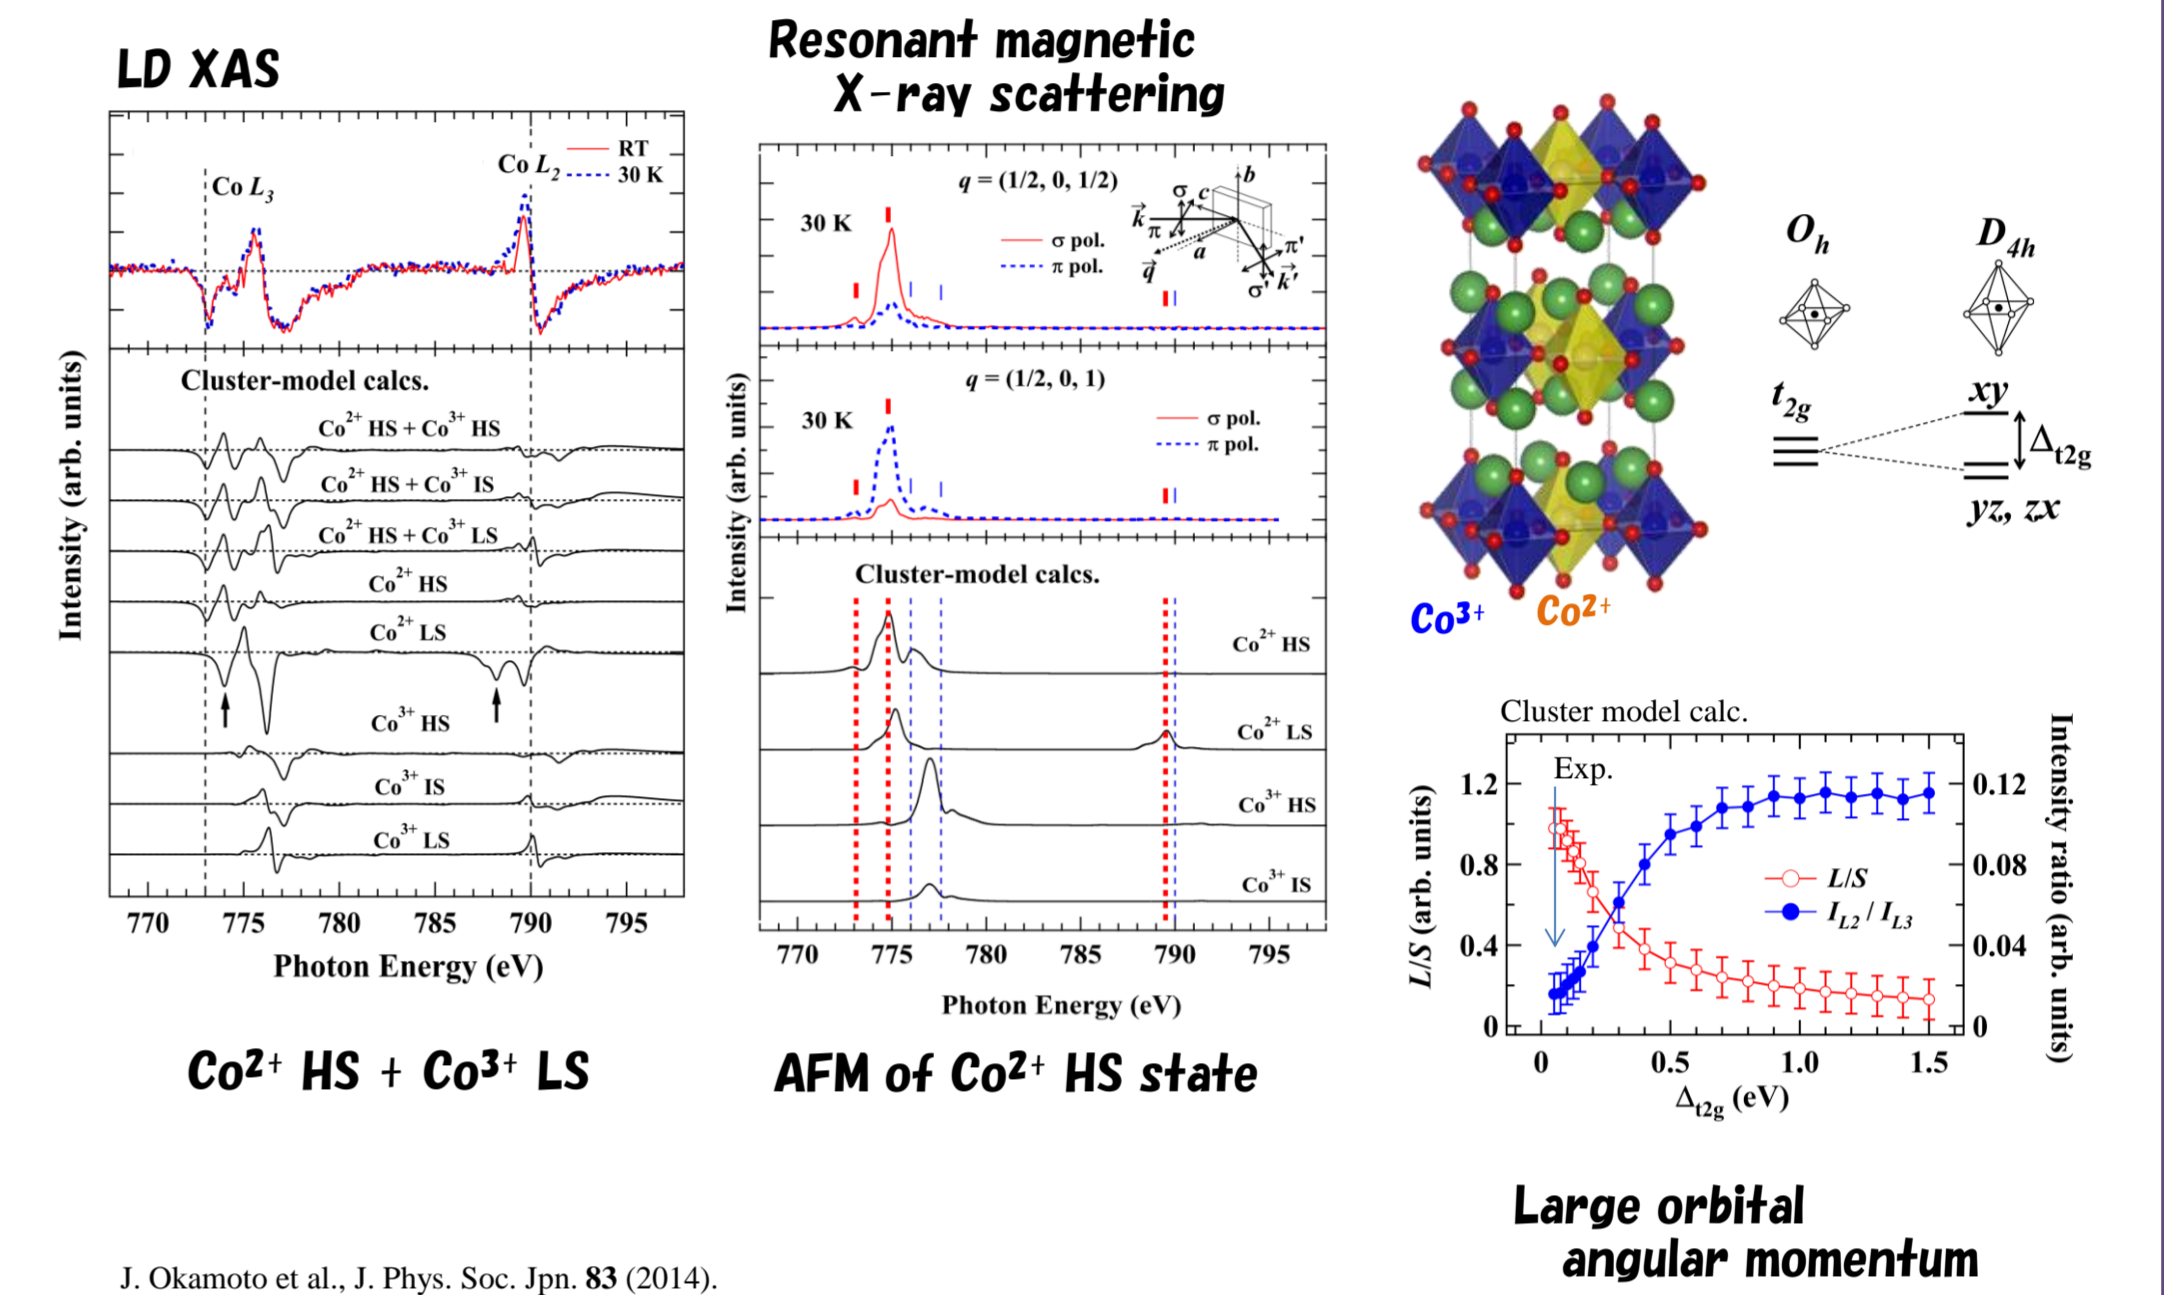 LD XAS
Co L3
Co L2
RT
30 K
Cluster-model calcs.
Co2+ HS + Co3+ HS
Co2+ HS + Co3+ IS
Co2+ HS + Co3+ LS
Co2+ HS
Co2+ LS
Co3+ HS
Co3+ IS
Co3+ LS
Intensity (arb. units)
770 775 780 785 790 795
Photon Energy (eV)
Co2+ HS + Co3+ LS
Resonant magnetic
X-ray scattering
q = (1/2, 0, 1/2)
30 K
σ pol.
π pol.
b
σ c
k
π
a
q
π'
σ' k'
q = (1/2, 0, 1)
30 K
σ pol.
π pol.
Cluster-model calcs.
Co2+ HS
Co2+ LS
Co3+ HS
Co3+ IS
Intensity (arb. units)
770 775 780 785 790 795
Photon Energy (eV)
AFM of Co2+ HS state
Co3+ Co2+
Oh D4h
t2g xy
Δt2g
yz, zx
Cluster model calc.
Exp.
L/S
IL2 / IL3
L/S (arb. units)
1.2
0.8
0.4
0
0.12
0.08
0.04
0
Intensity ratio (arb. units)
0 0.5 1.0 1.5
Δt2g (eV)
Large orbital
angular momentum
J. Okamoto et al., J. Phys. Soc. Jpn. 83 (2014).